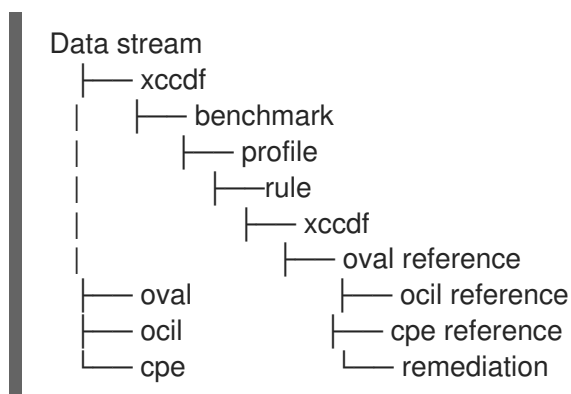 Data stream
├── xccdf
| ├── benchmark
| ├── profile
| ├──rule
| ├── xccdf
| ├── oval reference
├── oval ├── ocil reference
├── ocil ├── cpe reference
└── cpe └── remediation